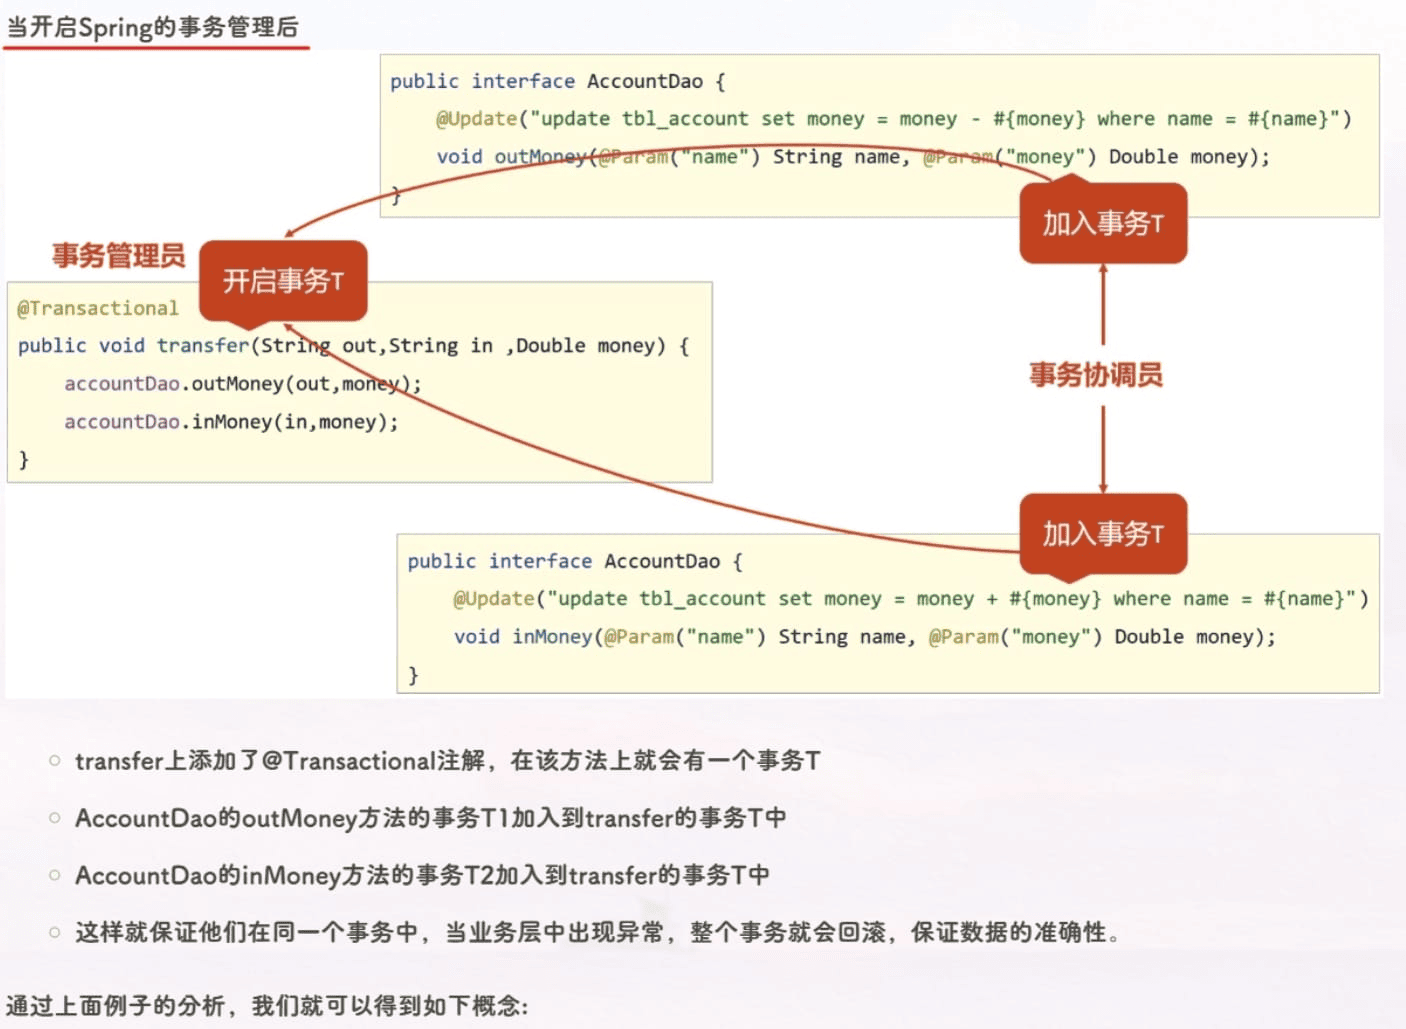 当开启Spring的事务管理后
public interface AccountDao {
@Update("update tbl_account set money = money - #{money} where name = #{name}")
void outMoney(@Param("name") String name, @Param("money") Double money);
}
加入事务T
事务管理员
开启事务T
@Transactional
public void transfer(String out,String in ,Double money) {
accountDao.outMoney(out,money);
accountDao.inMoney(in,money);
}
事务协调员
加入事务T
public interface AccountDao {
@Update("update tbl_account set money = money + #{money} where name = #{name}")
void inMoney(@Param("name") String name, @Param("money") Double money);
}
transfer上添加了@Transactional注解，在该方法上就会有一个事务T
AccountDao的outMoney方法的事务T1加入到transfer的事务T中
AccountDao的inMoney方法的事务T2加入到transfer的事务T中
这样就保证他们在同一个事务中，当业务层中出现异常，整个事务就会回滚，保证数据的准确性。
通过上面例子的分析，我们就可以得到如下概念: